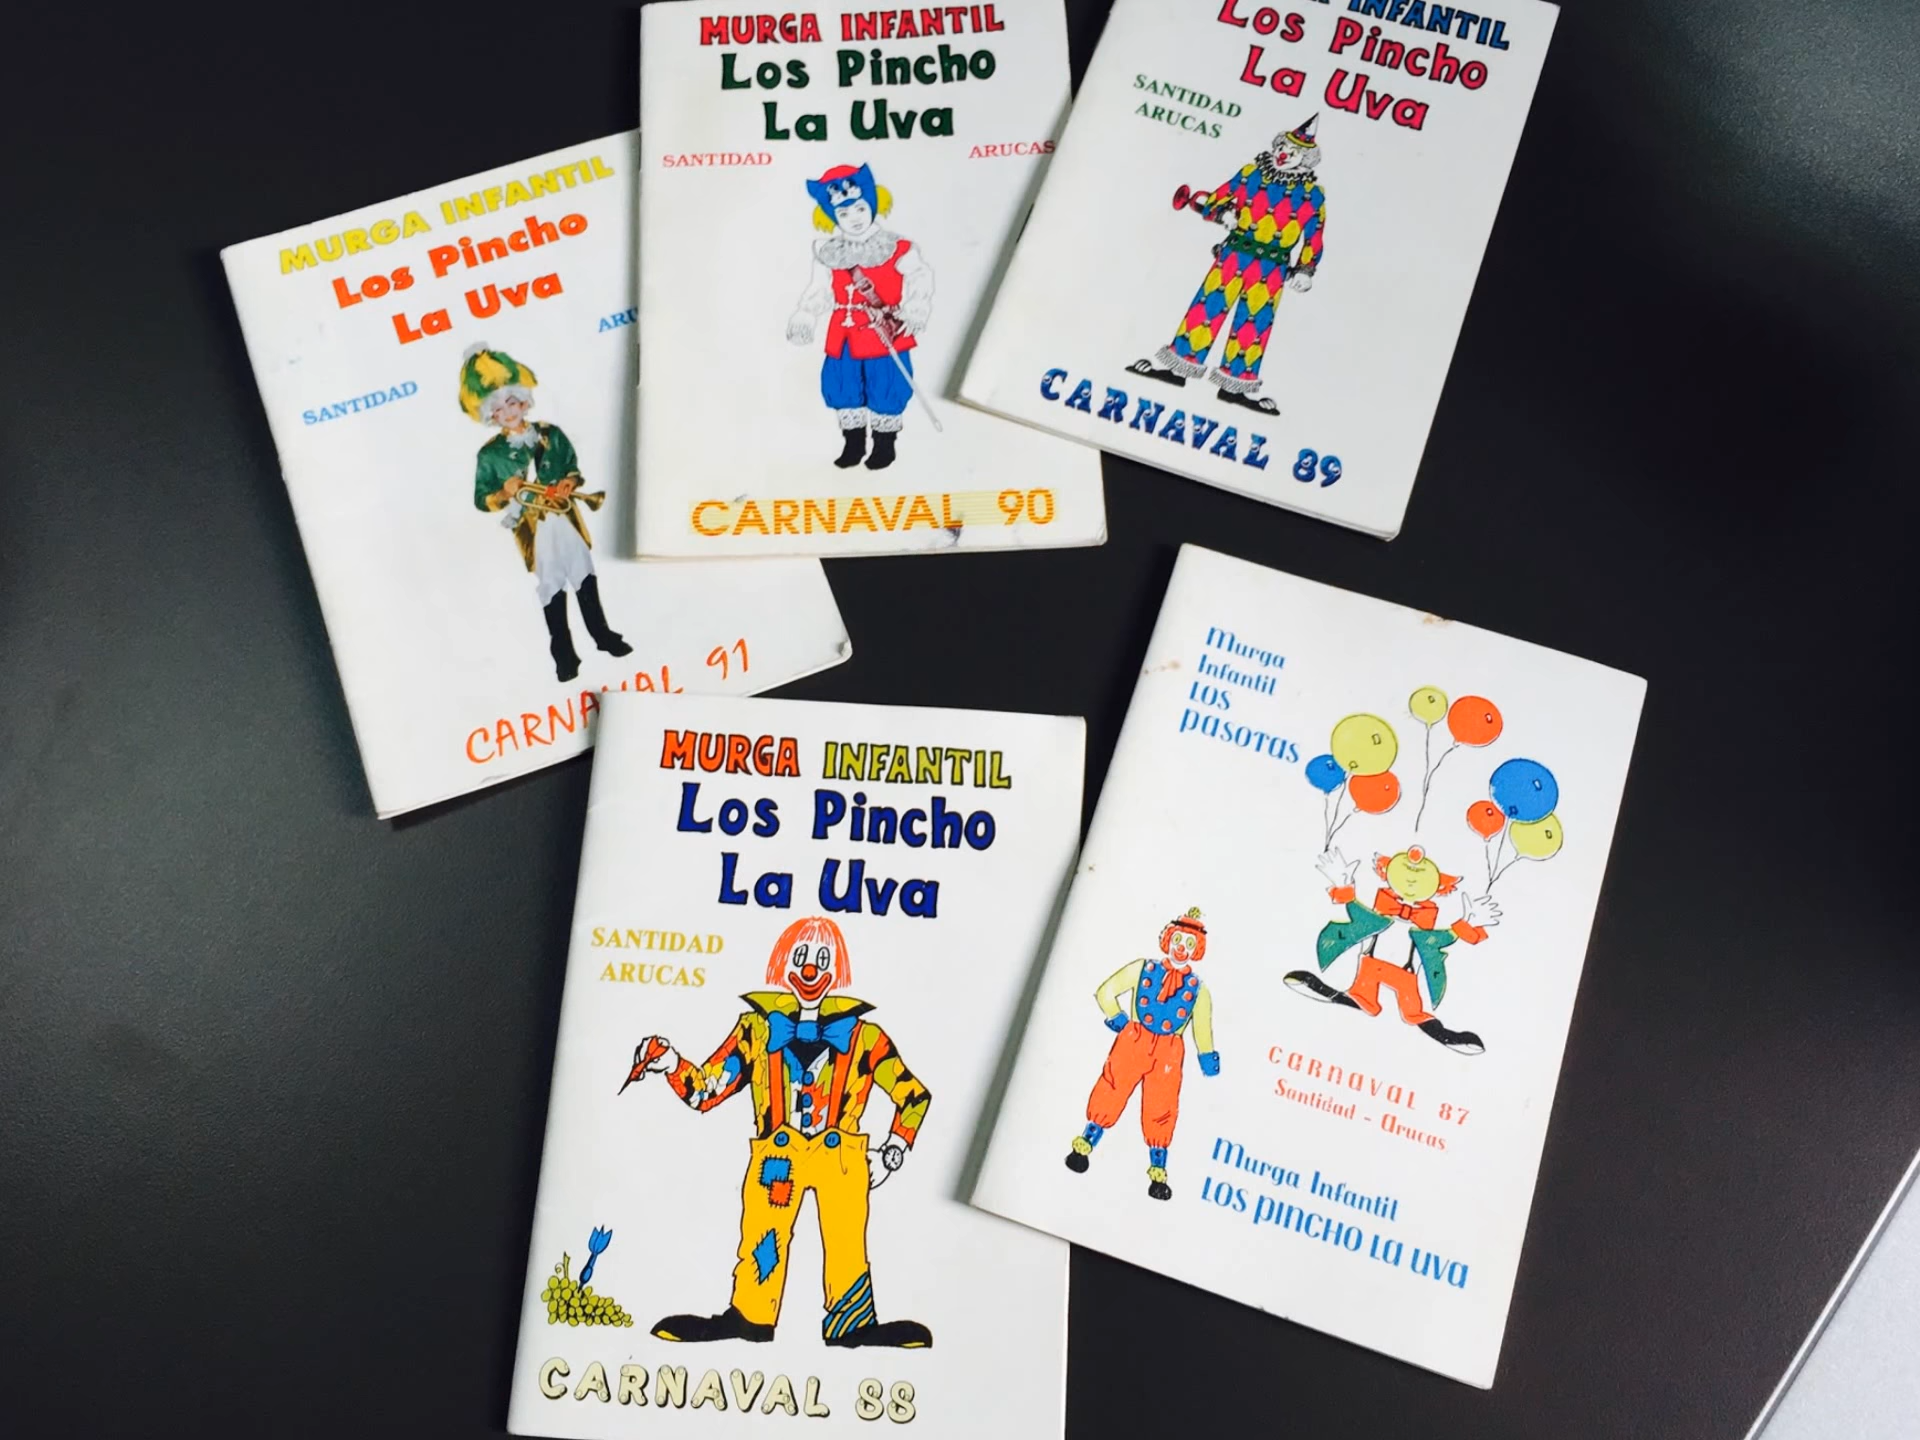 MURGA INFANTIL
Los Pincho
La Uva
SANTIDAD
CARNAVAL 91
MURGA INFANTIL
Los Pincho
La Uva
SANTIDAD ARUCAS
CARNAVAL 90
INFANTIL
Los Pincho
La Uva
SANTIDAD
ARUCAS
CARNAVAL 89
MURGA INFANTIL
Los Pincho
La Uva
SANTIDAD
ARUCAS
CARNAVAL 88
Murga
Infantil
LOS
PASOTAS
CARNAVAL 87
Santidad - Arucas
Murga Infantil
LOS PINCHO LA UVA